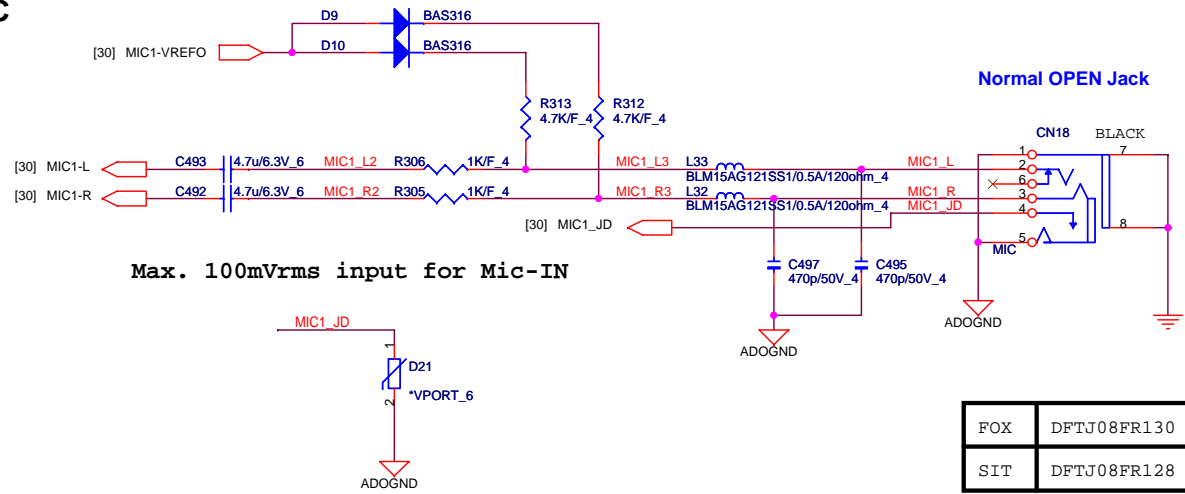 C
D9 BAS316
[30] MIC1-VREFO D10 BAS316
Normal OPEN Jack
R313 R312
4.7K/F_4 4.7K/F_4
CN18 BLACK
1 7
[30] MIC1-L C493 4.7u/6.3V_6 MIC1_L2 R306 1K/F_4 MIC1_L3 L33 MIC1_L 2
BLM15AG121SS1/0.5A/120ohm_4
6
[30] MIC1-R C492 4.7u/6.3V_6 MIC1_R2 R305 1K/F_4 MIC1_R3 L32 MIC1_R 3
BLM15AG121SS1/0.5A/120ohm_4 MIC1_JD 4
[30] MIC1_JD 8
5
MIC
Max. 100mVrms input for Mic-IN
C497 C495
470p/50V_4 470p/50V_4
ADOGND
ADOGND
MIC1_JD
1
D21
*VPORT_6
2
ADOGND
FOX DFTJ08FR130
SIT DFTJ08FR128